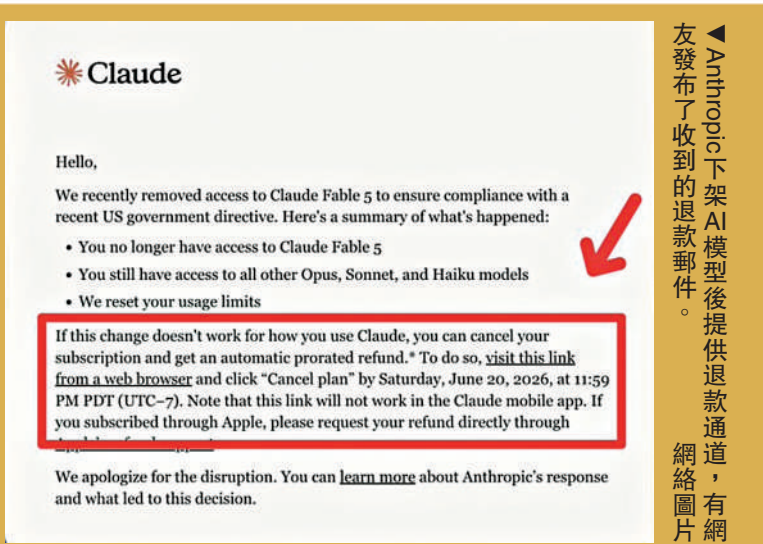 Claude
Hello,
We recently removed access to Claude Fable 5 to ensure compliance with a
recent US government directive. Here's a summary of what's happened:
• You no longer have access to Claude Fable 5
• You still have access to all other Opus, Sonnet, and Haiku models
• We reset your usage limits
If this change doesn't work for how you use Claude, you can cancel your
subscription and get an automatic prorated refund.* To do so, visit this link
from a web browser and click “Cancel plan” by Saturday, June 20, 2026, at 11:59
PM PDT (UTC–7). Note that this link will not work in the Claude mobile app. If
you subscribed through Apple, please request your refund directly through
We apologize for the disruption. You can learn more about Anthropic's response
and what led to this decision.
◀Anthropic下架AI模型後提供退款通道，有網
友發布了收到的退款郵件。
網絡圖片